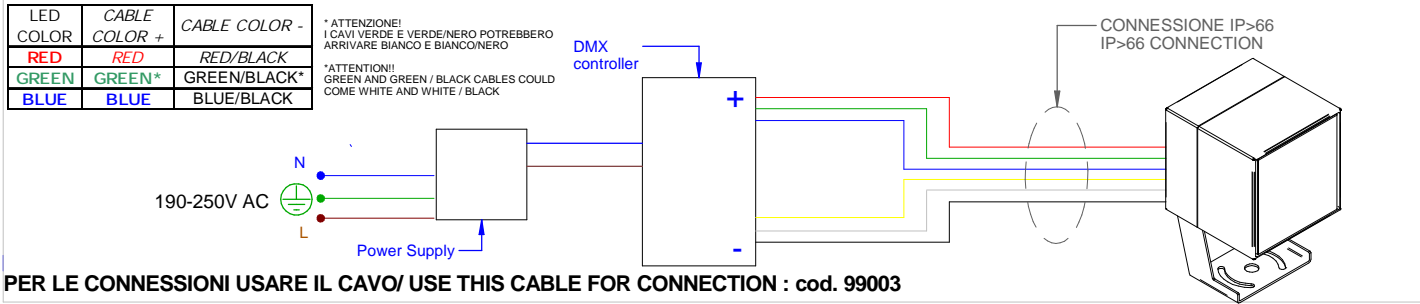 LED COLOR
CABLE COLOR +
CABLE COLOR -
RED
RED
RED/BLACK
GREEN
GREEN*
GREEN/BLACK*
BLUE
BLUE
BLUE/BLACK
* ATTENZIONE!
I CAVI VERDE E VERDE/NERO POTREBBERO
ARRIVARE BIANCO E BIANCO/NERO
*ATTENTION!!
GREEN AND GREEN / BLACK CABLES COULD
COME WHITE AND WHITE / BLACK
DMX
controller
CONNESSIONE IP>66
IP>66 CONNECTION
+
-
N
190-250V AC
L
Power Supply
PER LE CONNESSIONI USARE IL CAVO/ USE THIS CABLE FOR CONNECTION : cod. 99003